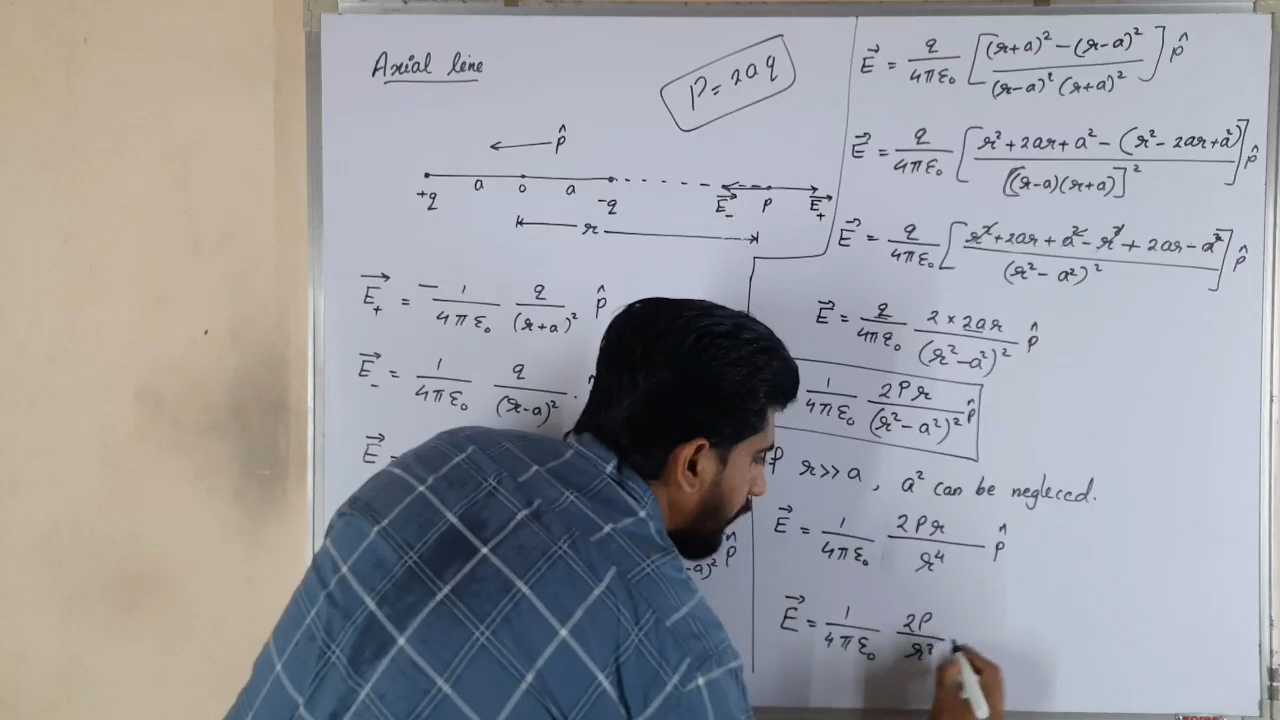 Axial line
P = 2aq
p̂
+q a o a -q E⃗₋ P E⃗₊
r
E⃗₊ = - 1/4πε₀ q/(r+a)² p̂
E⃗₋ = 1/4πε₀ q/(r-a)² .
E⃗ =
-a)² p̂
E⃗ = q/4πε₀ [(r+a)² - (r-a)² / (r-a)² (r+a)²] p̂
E⃗ = q/4πε₀ [r² + 2ar + a² - (r² - 2ar + a²) / [(r-a)(r+a)]²] p̂
E⃗ = q/4πε₀ [r² + 2ar + a² - r² + 2ar - a² / (r² - a²)²] p̂
E⃗ = q/4πε₀ 2 × 2ar/(r² - a²)² p̂
1/4πε₀ 2Pr/(r² - a²)² p̂
f r>>a , a² can be negleced.
E⃗ = 1/4πε₀ 2Pr/r⁴ p̂
E⃗ = 1/4πε₀ 2P/r³